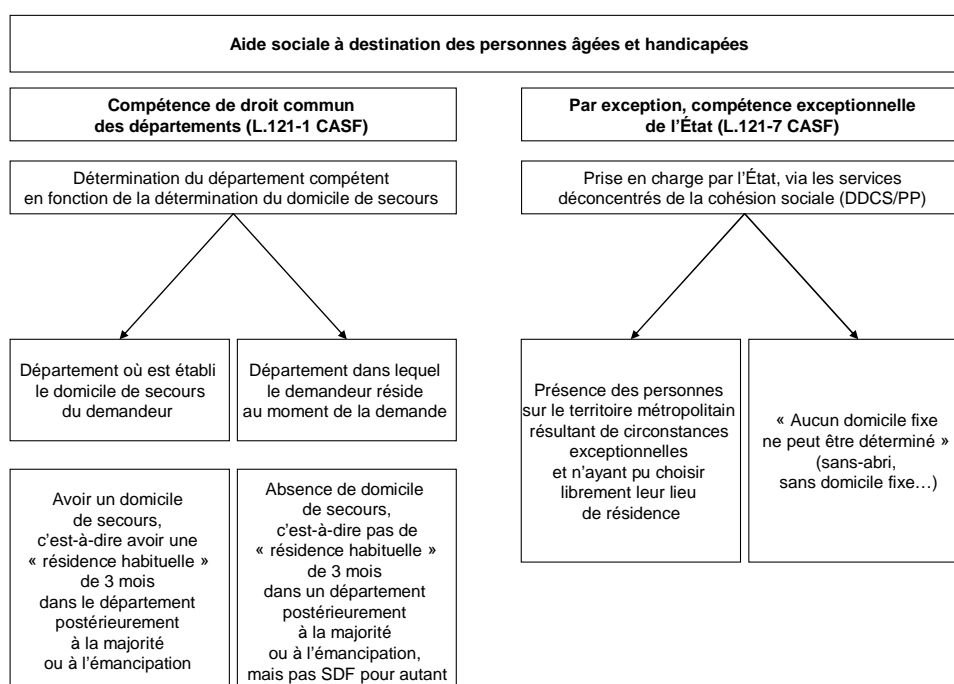 Aide sociale à destination des personnes âgées et handicapées
Compétence de droit commun
des départements (L.121-1 CASF)
Par exception, compétence exceptionnelle
de l’État (L.121-7 CASF)
Détermination du département compétent
en fonction de la détermination du domicile de secours
Prise en charge par l’État, via les services
déconcentrés de la cohésion sociale (DDCS/PP)
Département où est établi
le domicile de secours
du demandeur
Département dans lequel
le demandeur réside
au moment de la demande
Présence des personnes
sur le territoire métropolitain
résultant de circonstances
exceptionnelles
et n’ayant pu choisir
librement leur lieu
de résidence
« Aucun domicile fixe
ne peut être déterminé »
(sans-abri,
sans domicile fixe…)
Avoir un domicile
de secours,
c’est-à-dire avoir une
« résidence habituelle »
de 3 mois
dans le département
postérieurement
à la majorité
ou à l’émancipation
Absence de domicile
de secours,
c’est-à-dire pas de
« résidence habituelle »
de 3 mois
dans un département
postérieurement
à la majorité
ou à l’émancipation,
mais pas SDF pour autant